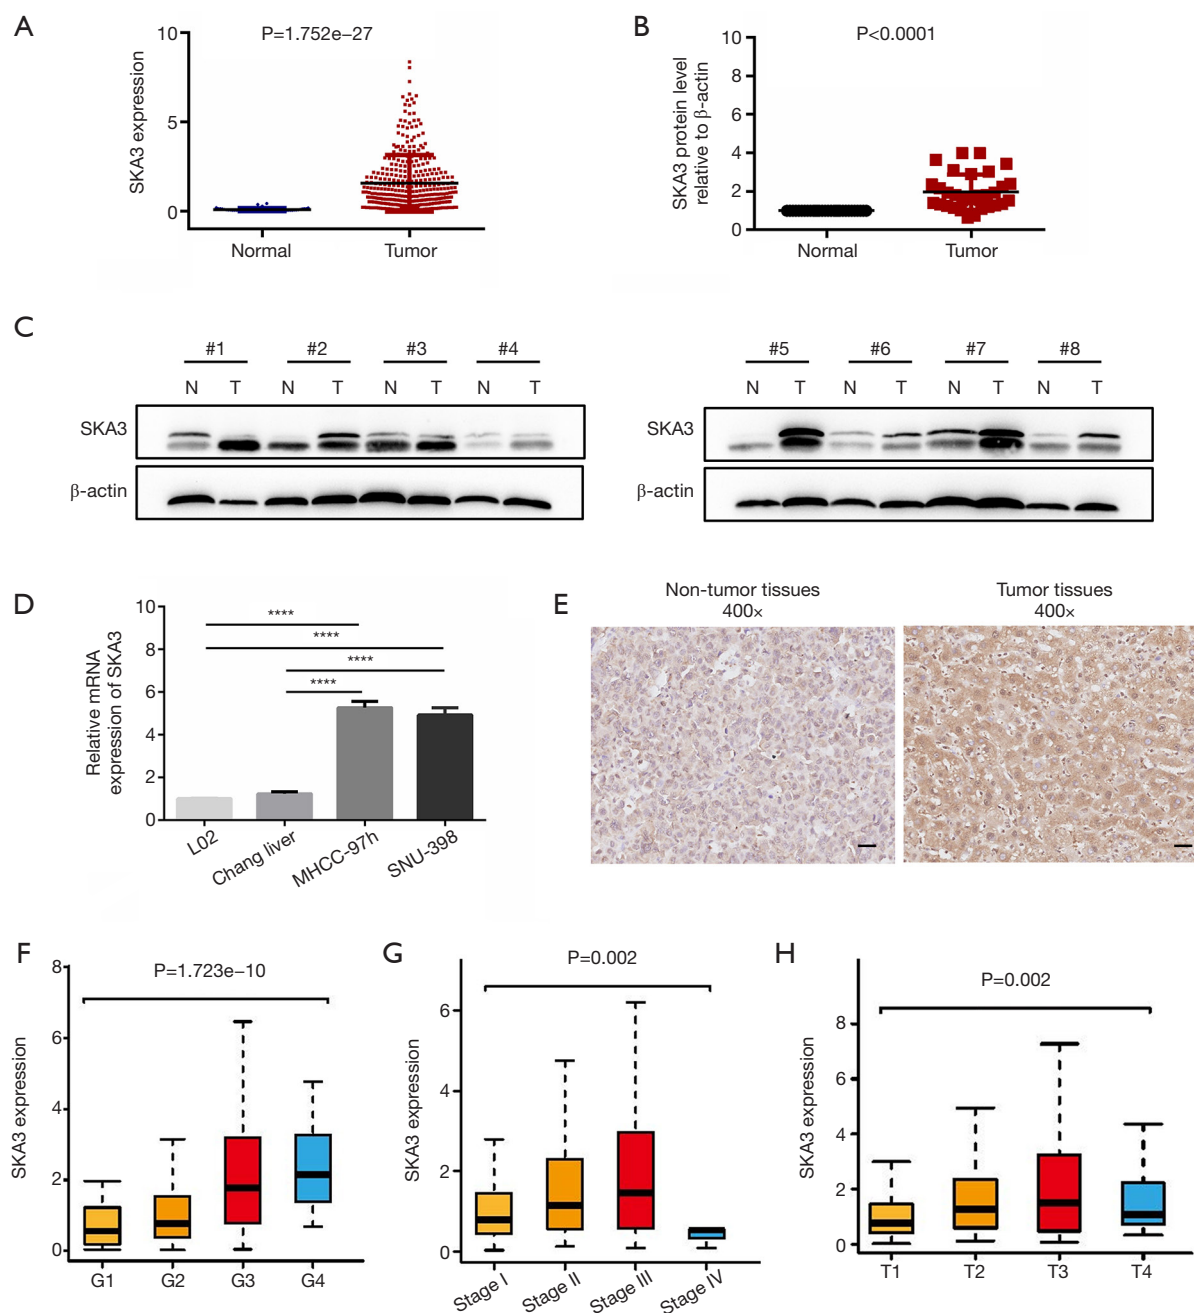 A
P=1.752e−27
SKA3 expression
10
5
0
Normal
Tumor
B
P<0.0001
SKA3 protein level
relative to β-actin
10
8
6
4
2
0
Normal
Tumor
C
#1
#2
#3
#4
N
T
N
T
N
T
N
T
SKA3
β-actin
#5
#6
#7
#8
N
T
N
T
N
T
N
T
SKA3
β-actin
D
Relative mRNA
expression of SKA3
10
8
6
4
2
0
****
****
****
****
L02
Chang liver
MHCC-97h
SNU-398
E
Non-tumor tissues
400×
Tumor tissues
400×
F
P=1.723e−10
SKA3 expression
8
6
4
2
0
G1
G2
G3
G4
G
P=0.002
SKA3 expression
6
4
2
0
Stage I
Stage II
Stage III
Stage IV
H
P=0.002
SKA3 expression
8
6
4
2
0
T1
T2
T3
T4